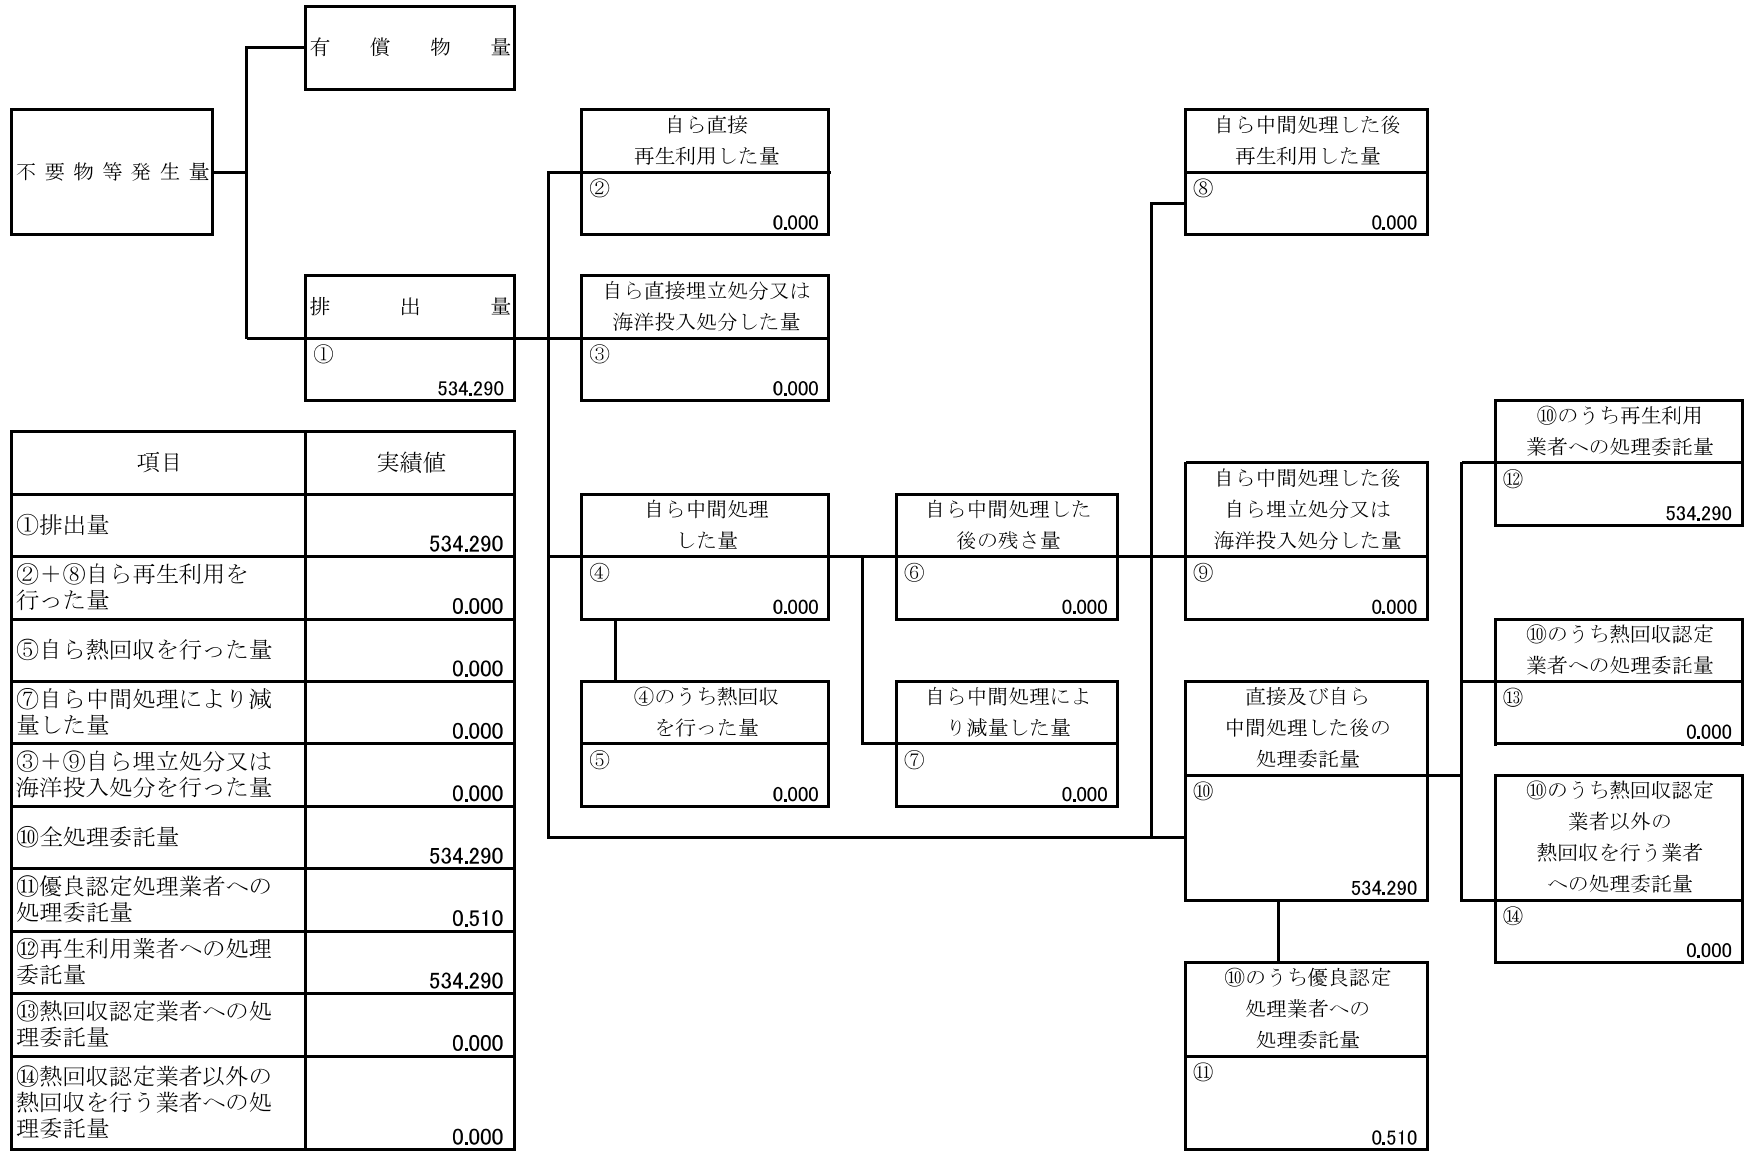 有償物量
不要物等発生量
排出量
①
534.290
自ら直接
再生利用した量
②
0.000
自ら直接埋立処分又は
海洋投入処分した量
③
0.000
自ら中間処理
した量
④
0.000
④のうち熱回収
を行った量
⑤
0.000
自ら中間処理した
後の残さ量
⑥
0.000
自ら中間処理によ
り減量した量
⑦
0.000
自ら中間処理した後
再生利用した量
⑧
0.000
自ら中間処理した後
自ら埋立処分又は
海洋投入処分した量
⑨
0.000
直接及び自ら
中間処理した後の
処理委託量
⑩
534.290
⑩のうち優良認定
処理業者への
処理委託量
⑪
0.510
⑩のうち再生利用
業者への処理委託量
⑫
534.290
⑩のうち熱回収認定
業者への処理委託量
⑬
0.000
⑩のうち熱回収認定
業者以外の
熱回収を行う業者
への処理委託量
⑭
0.000
項目 実績値
①排出量
534.290
②＋⑧自ら再生利用を
行った量
0.000
⑤自ら熱回収を行った量
0.000
⑦自ら中間処理により減
量した量
0.000
③＋⑨自ら埋立処分又は
海洋投入処分を行った量
0.000
⑩全処理委託量
534.290
⑪優良認定処理業者への
処理委託量
0.510
⑫再生利用業者への処理
委託量
534.290
⑬熱回収認定業者への処
理委託量
0.000
⑭熱回収認定業者以外の
熱回収を行う業者への処
理委託量
0.000